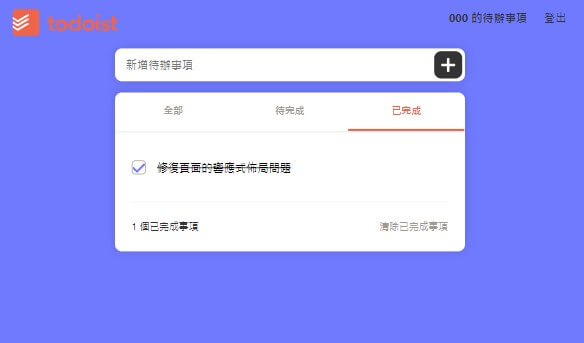 todoist
000 的待辦事項 登出
新增待辦事項
全部 待完成 已完成
修復頁面的響應式佈局問題
1 個已完成事項 清除已完成事項